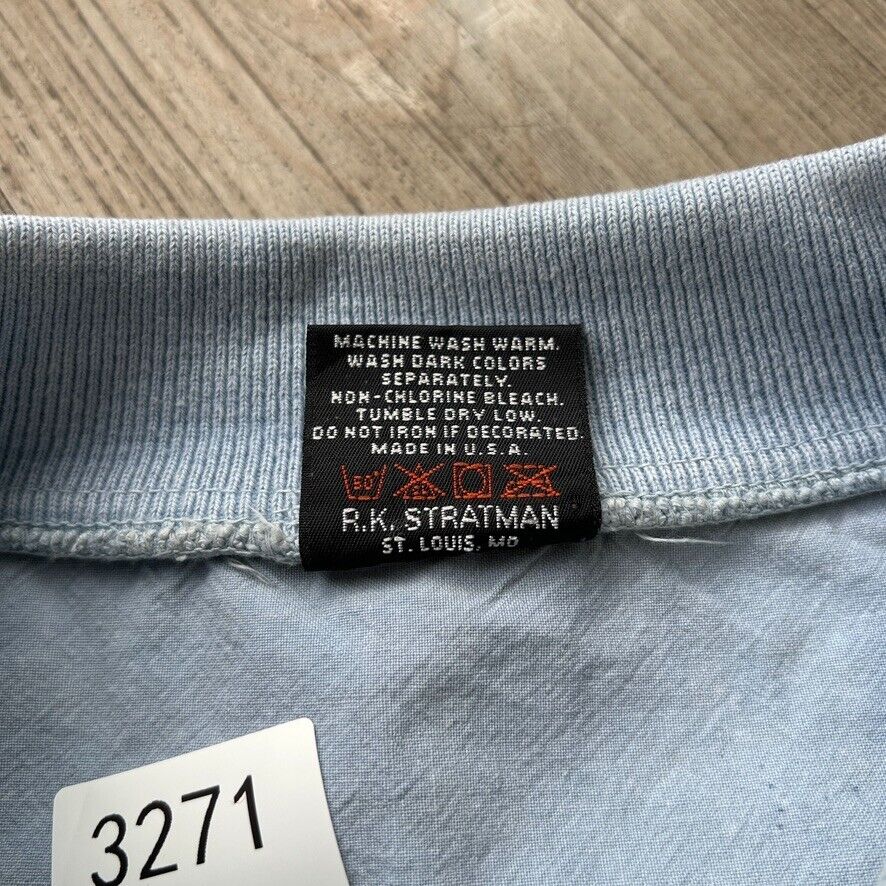 MACHINE WASH WARM.
WASH DARK COLORS
SEPARATELY.
NON-CHLORINE BLEACH.
TUMBLE DRY LOW.
DO NOT IRON IF DECORATED.
MADE IN U.S.A.
R.K. STRATMAN
ST. LOUIS, MO
3271